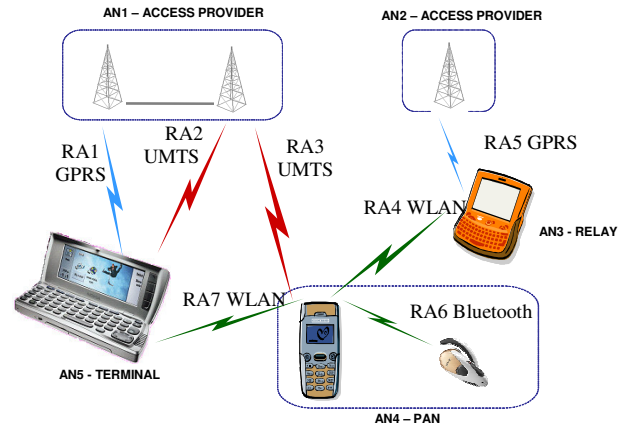 AN1 – ACCESS PROVIDER
AN2 – ACCESS PROVIDER
RA1
GPRS
RA2
UMTS
RA3
UMTS
RA5 GPRS
RA4 WLAN
AN3 - RELAY
RA7 WLAN
RA6 Bluetooth
AN5 - TERMINAL
AN4 – PAN